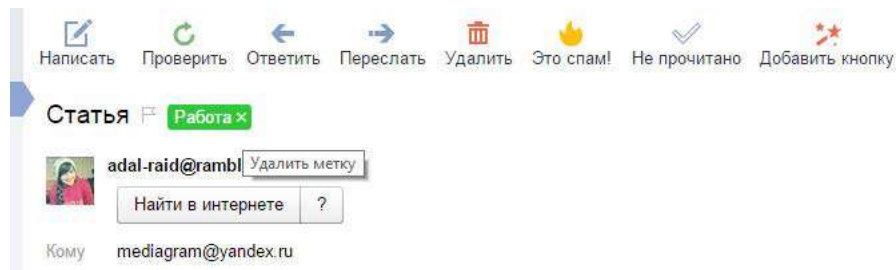 Написать Проверить Ответить Переслать Удалить Это спам! Не прочитано Добавить кнопку
Статья Работа ×
adal-raid@rambl Удалить метку
Найти в интернете ?
Кому mediagram@yandex.ru